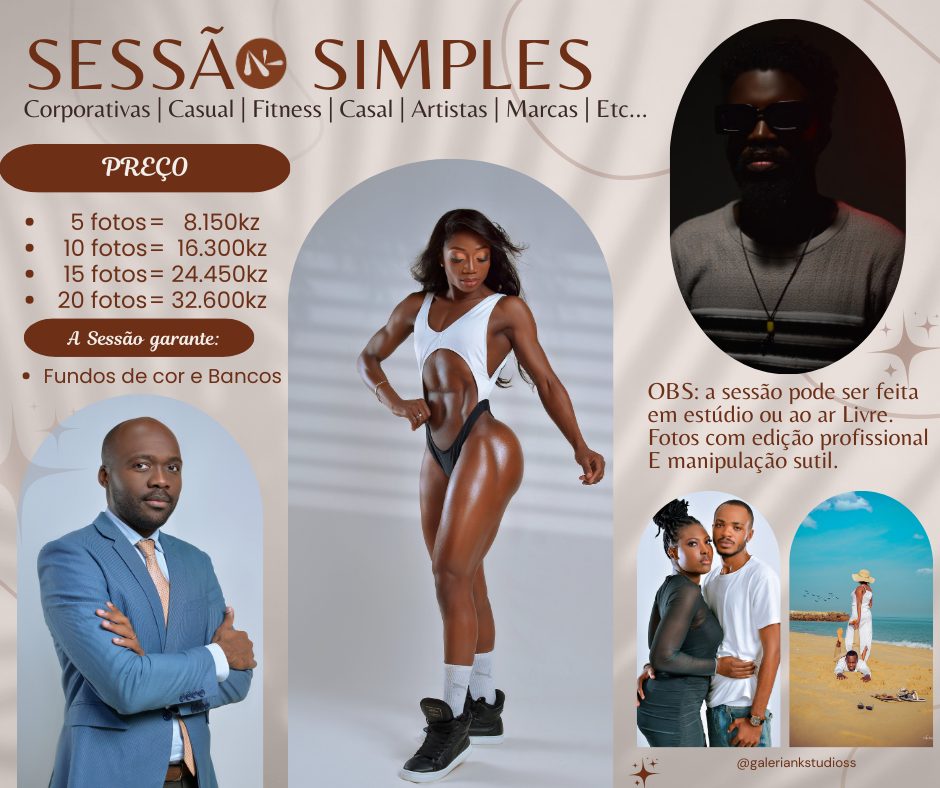 SESSÃO SIMPLES
Corporativas | Casual | Fitness | Casal | Artistas | Marcas | Etc...
PREÇO
• 5 fotos = 8.150kz
• 10 fotos = 16.300kz
• 15 fotos = 24.450kz
• 20 fotos = 32.600kz
A Sessão garante:
• Fundos de cor e Bancos
OBS: a sessão pode ser feita
em estúdio ou ao ar Livre.
Fotos com edição profissional
E manipulação sutil.
@galeriankstudioss